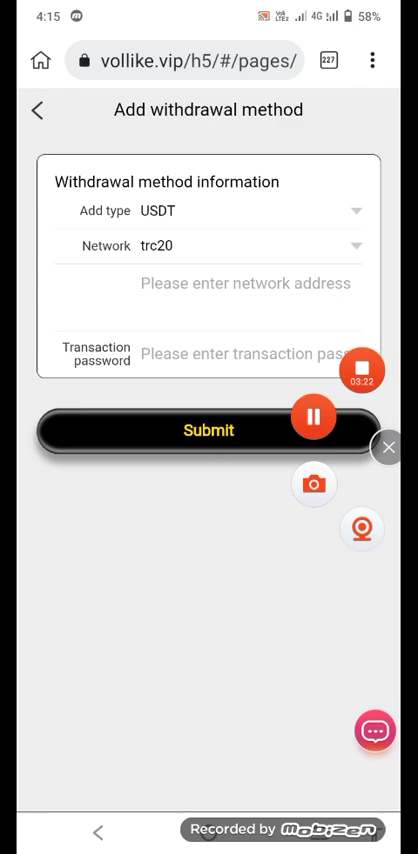 4:15 4G 58%
vollike.vip/h5/#/pages/ 227
Add withdrawal method
Withdrawal method information
Add type USDT
Network trc20
Please enter network address
Transaction password Please enter transaction pass
03:22
Submit
Recorded by MOBIZEN